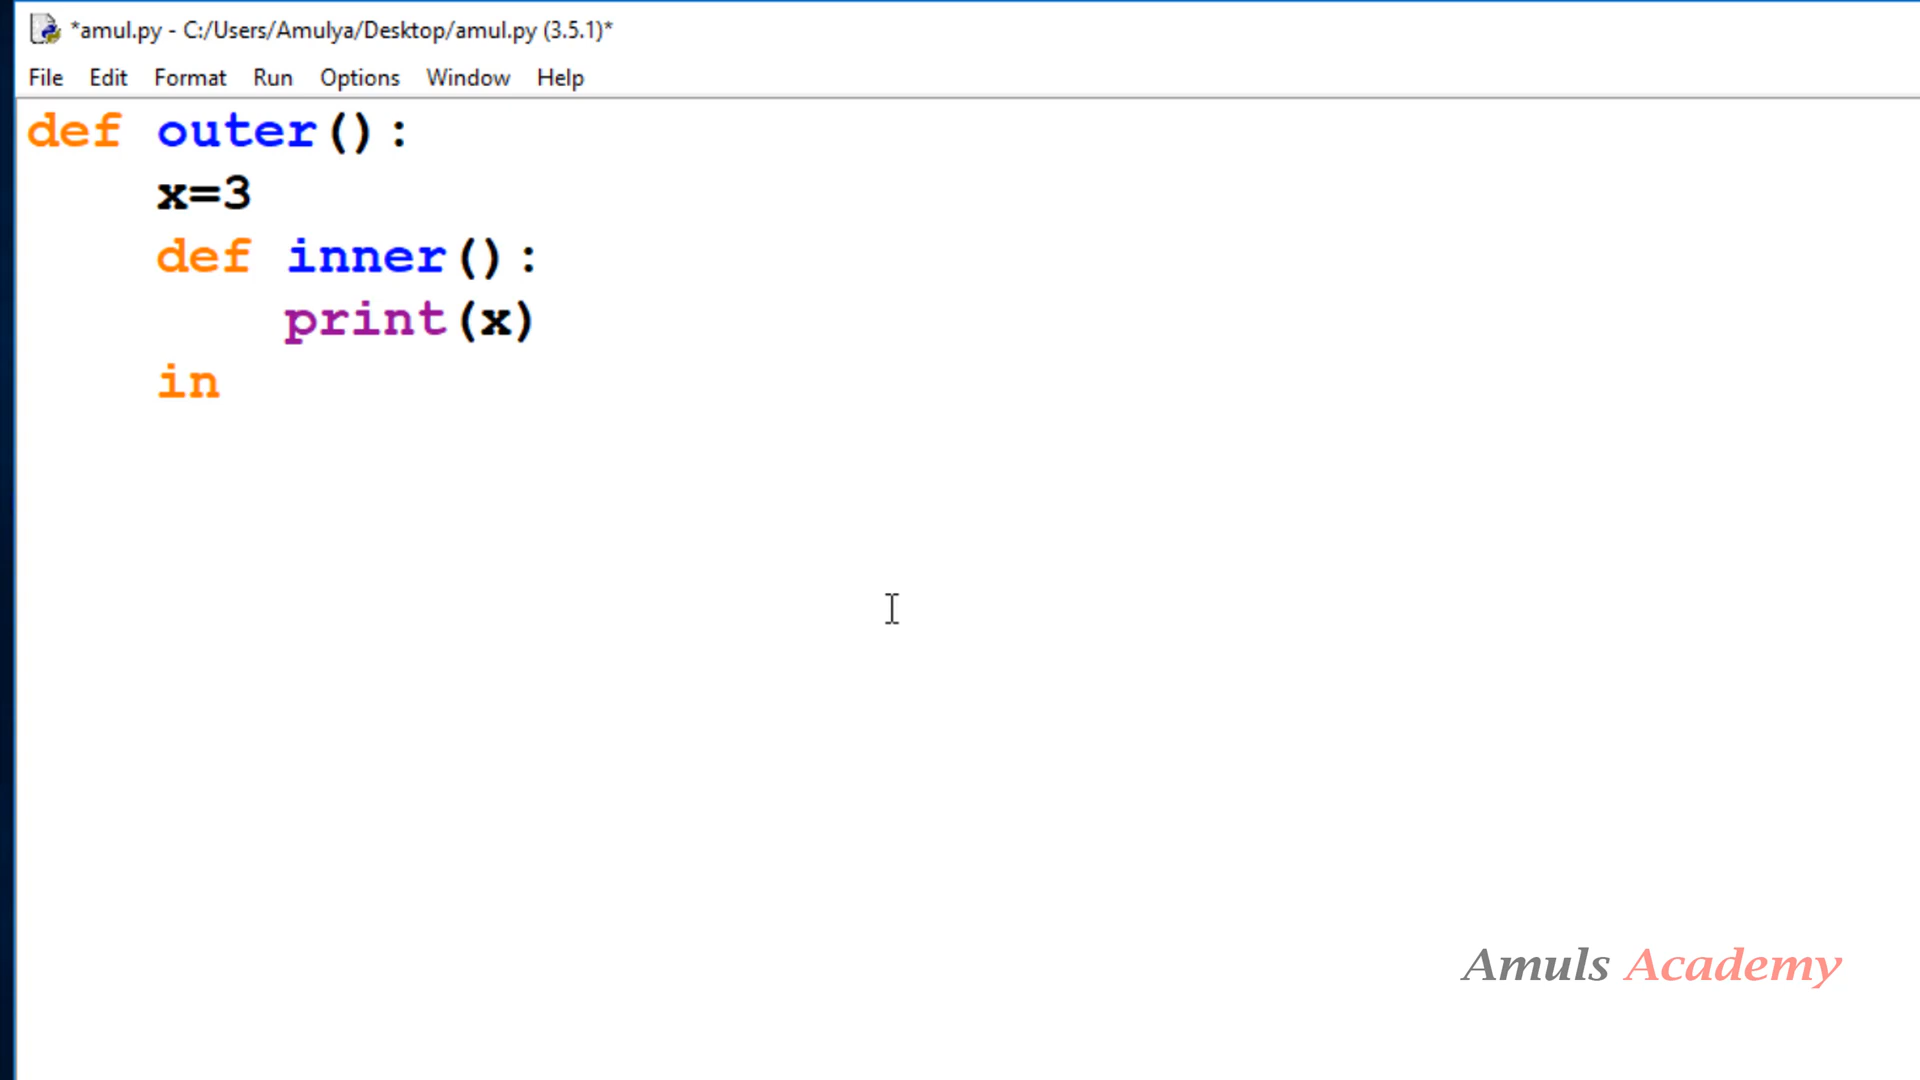 *amul.py - C:/Users/Amulya/Desktop/amul.py (3.5.1)*
File Edit Format Run Options Window Help
def outer():
    x=3
    def inner():
        print(x)
    in
Amuls Academy